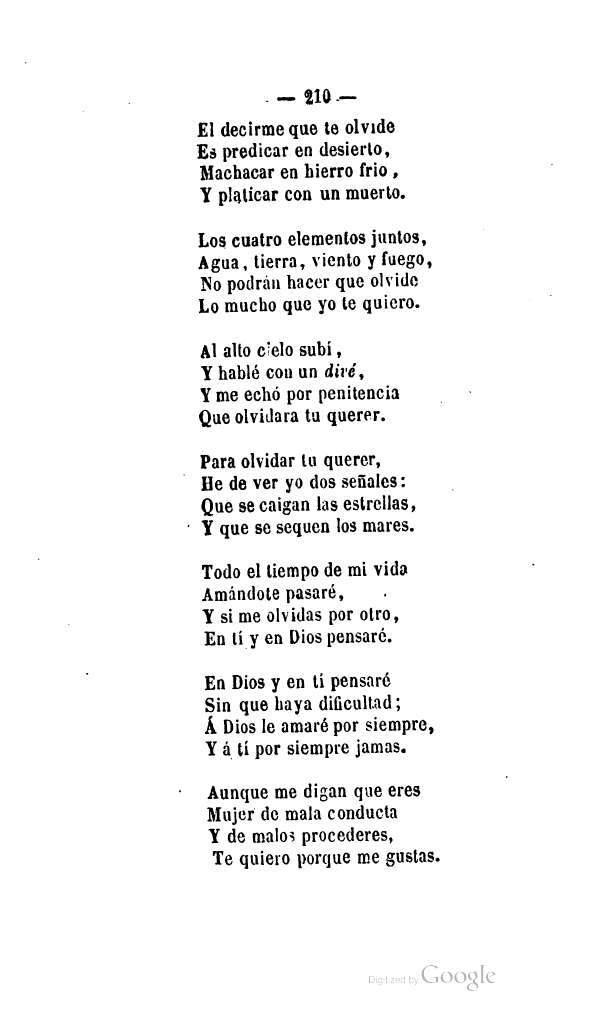 — 210 —
El decirme que te olvide
Es predicar en desierto,
Machacar en hierro frio,
Y platicar con un muerto.
Los cuatro elementos juntos,
Agua, tierra, viento y fuego,
No podrán hacer que olvide
Lo mucho que yo te quiero.
Al alto cielo subí,
Y hablé con un divé,
Y me echó por penitencia
Que olvidara tu querer.
Para olvidar tu querer,
He de ver yo dos señales:
Que se caigan las estrellas,
Y que se sequen los mares.
Todo el tiempo de mi vida
Amándote pasaré,
Y si me olvidas por otro,
En tí y en Dios pensaré.
En Dios y en tí pensaré
Sin que haya dificultad;
Á Dios le amaré por siempre,
Y á tí por siempre jamas.
Aunque me digan que eres
Mujer de mala conducta
Y de malos procederes,
Te quiero porque me gustas.
Digitized by Google